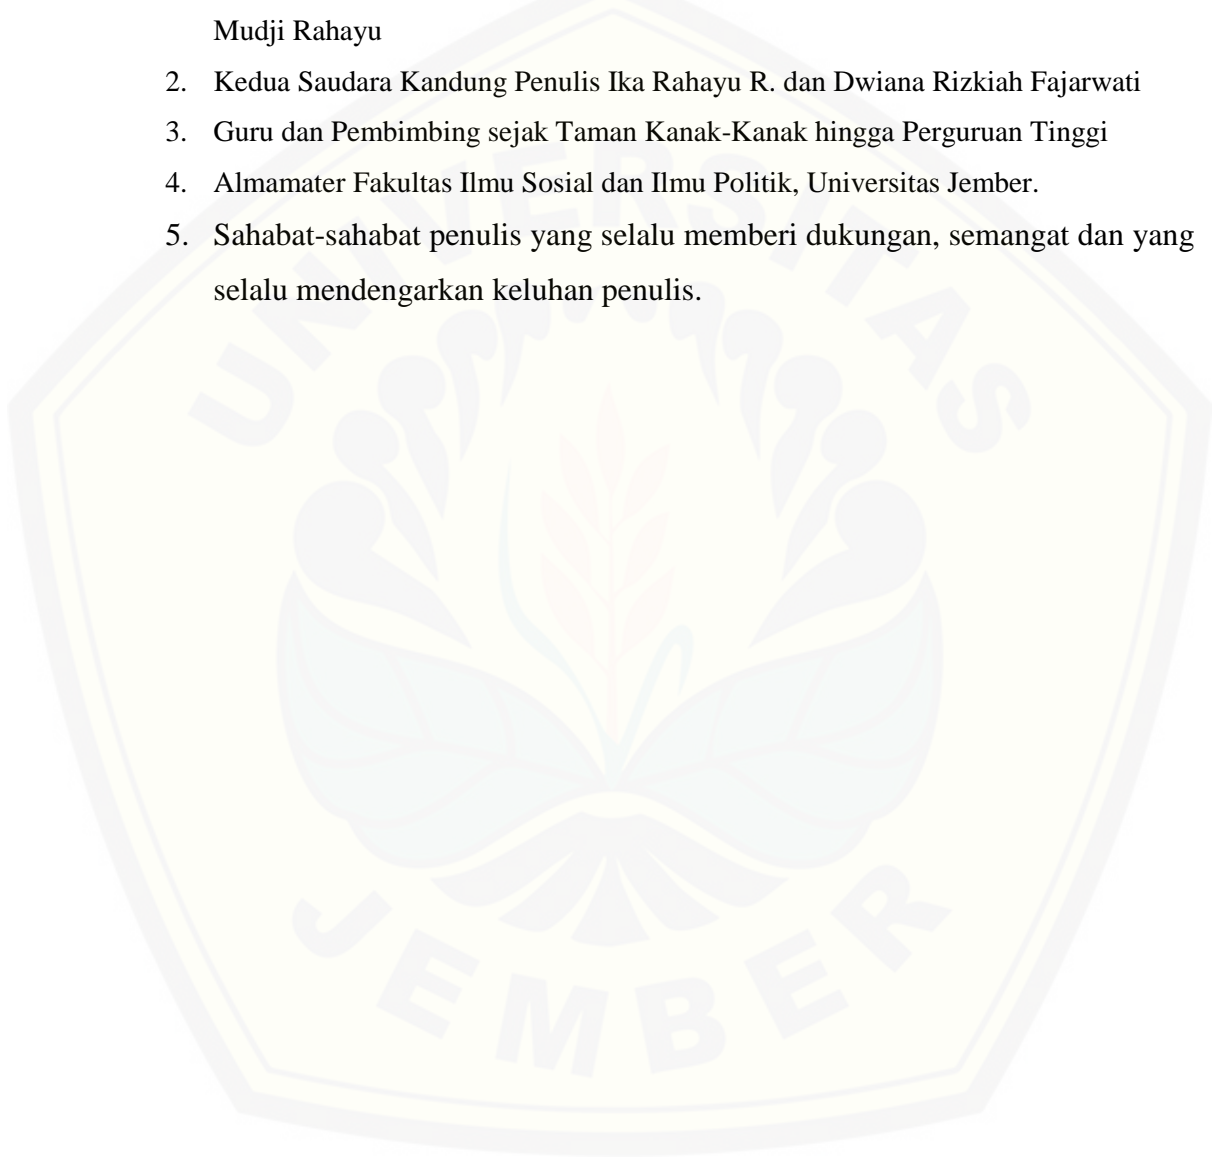 Mudji Rahayu
2. Kedua Saudara Kandung Penulis Ika Rahayu R. dan Dwiana Rizkiah Fajarwati
3. Guru dan Pembimbing sejak Taman Kanak-Kanak hingga Perguruan Tinggi
4. Almamater Fakultas Ilmu Sosial dan Ilmu Politik, Universitas Jember.
5. Sahabat-sahabat penulis yang selalu memberi dukungan, semangat dan yang
selalu mendengarkan keluhan penulis.
UNIVERSITAS
JEMBER